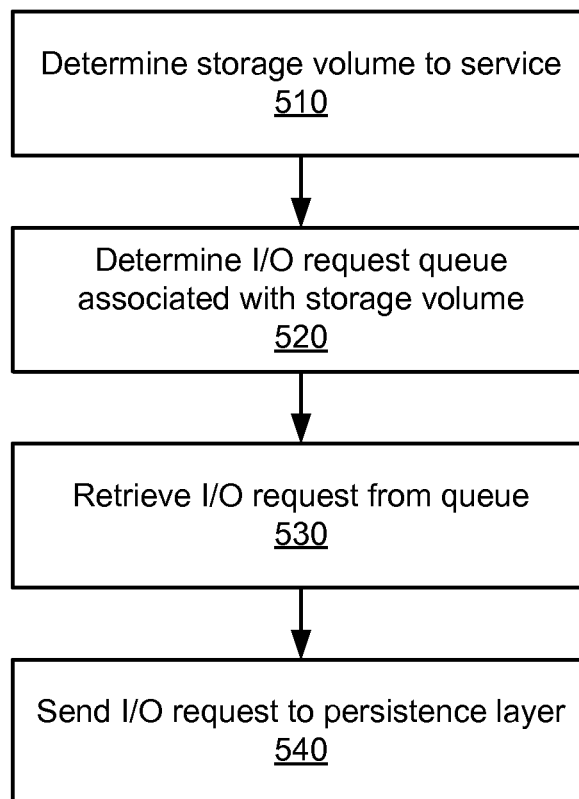 Determine storage volume to service
510
Determine I/O request queue
associated with storage volume
520
Retrieve I/O request from queue
530
Send I/O request to persistence layer
540